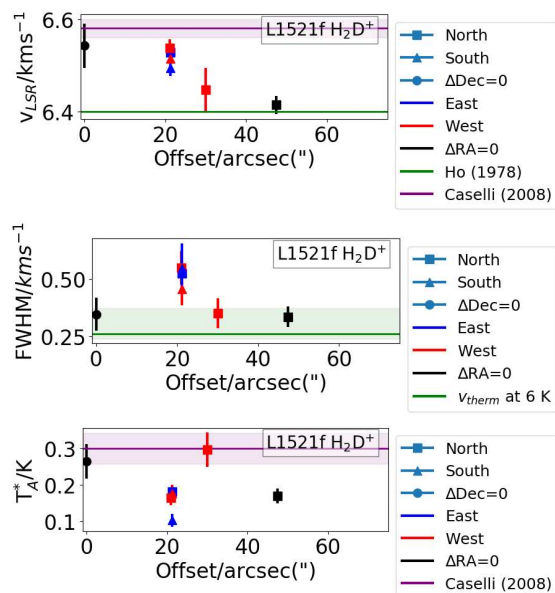 L1521f H₂D⁺
6.6
6.4
v_LSR/kms⁻¹
0 20 40 60
Offset/arcsec(")
North
South
ΔDec=0
East
West
ΔRA=0
Ho (1978)
Caselli (2008)
L1521f H₂D⁺
0.50
0.25
FWHM/kms⁻¹
0 20 40 60
Offset/arcsec(")
North
South
ΔDec=0
East
West
ΔRA=0
v_therm at 6 K
L1521f H₂D⁺
0.3
0.2
0.1
T*_A/K
0 20 40 60
Offset/arcsec(")
North
South
ΔDec=0
East
West
ΔRA=0
Caselli (2008)